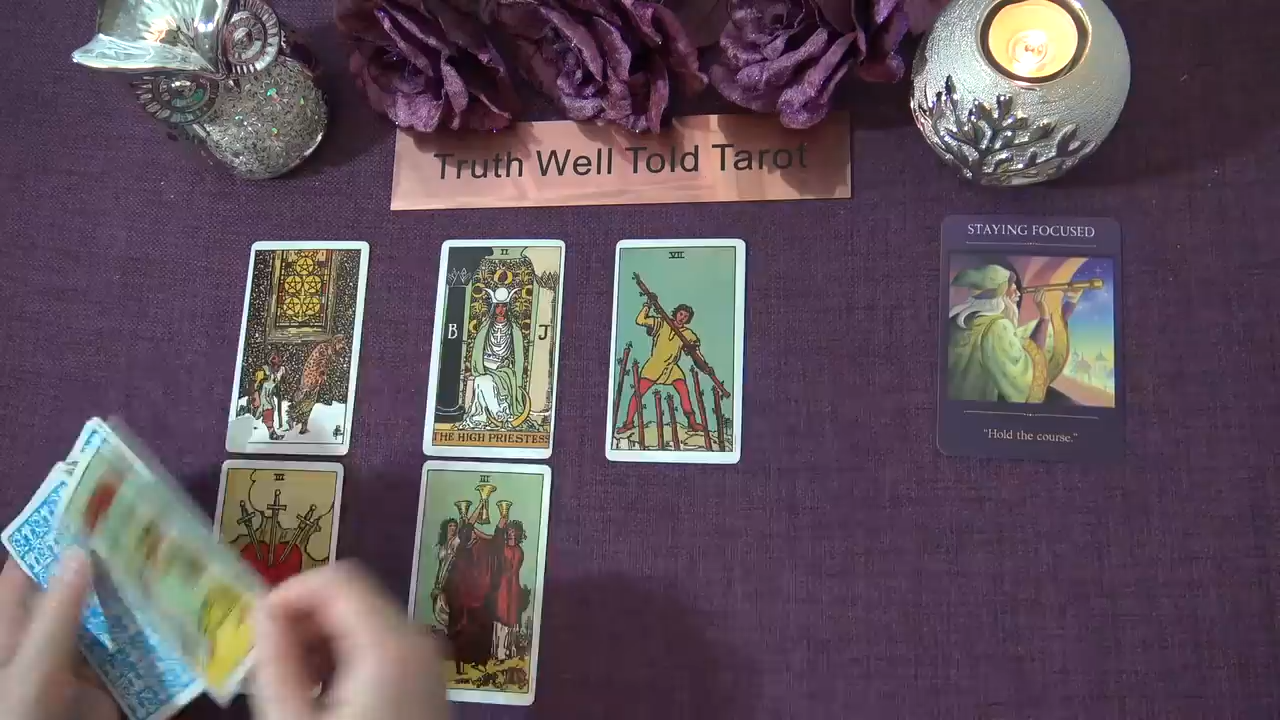 Truth Well Told Tarot
II
B
J
THE HIGH PRIESTESS
VII
STAYING FOCUSED
"Hold the course."
III
III